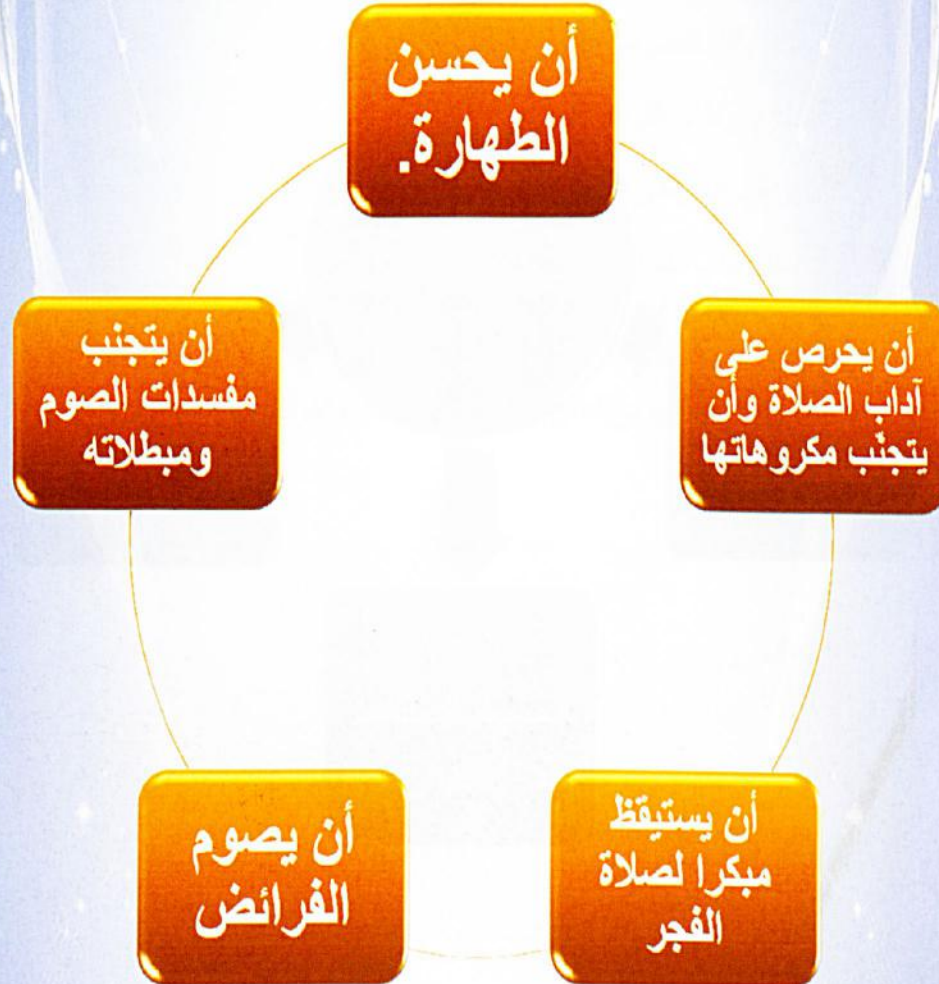 أن يحسن
الطهارة.
أن يحرص على
آداب الصلاة وأن
يتجنّب مكروهاتها
أن يستيقظ
مبكرا لصلاة
الفجر
أن يصوم
الفرائض
أن يتجنب
مفسدات الصوم
ومبطلاته